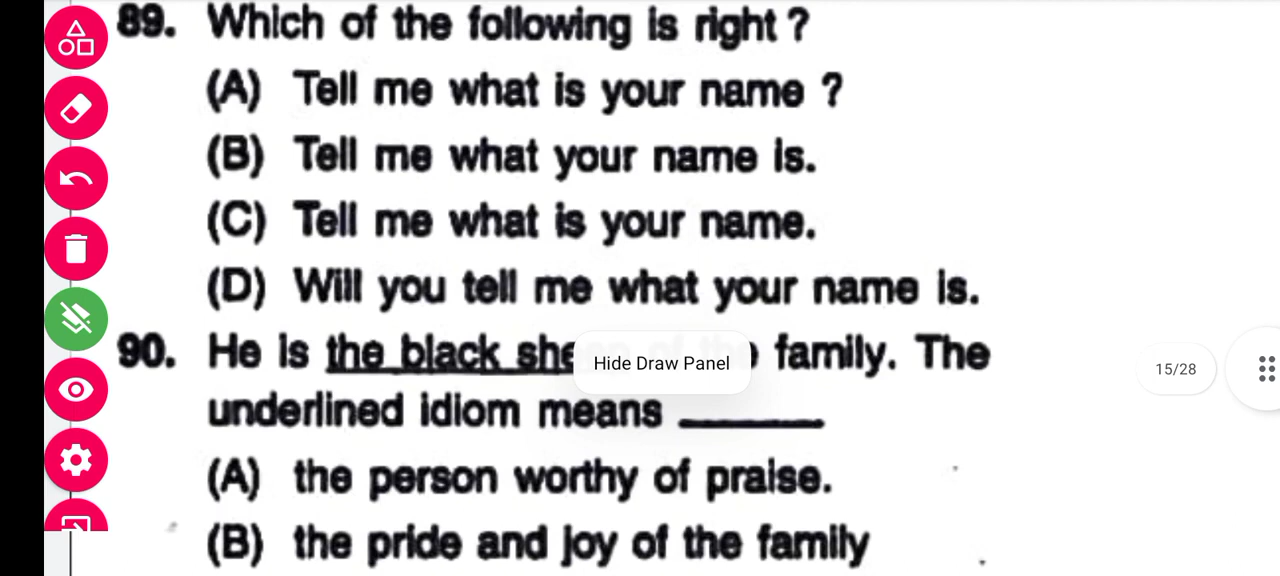 89. Which of the following is right ?
(A) Tell me what is your name ?
(B) Tell me what your name is.
(C) Tell me what is your name.
(D) Will you tell me what your name is.
90. He is the black family. The
Hide Draw Panel
15/28
underlined idiom means ______
(A) the person worthy of praise.
(B) the pride and joy of the family